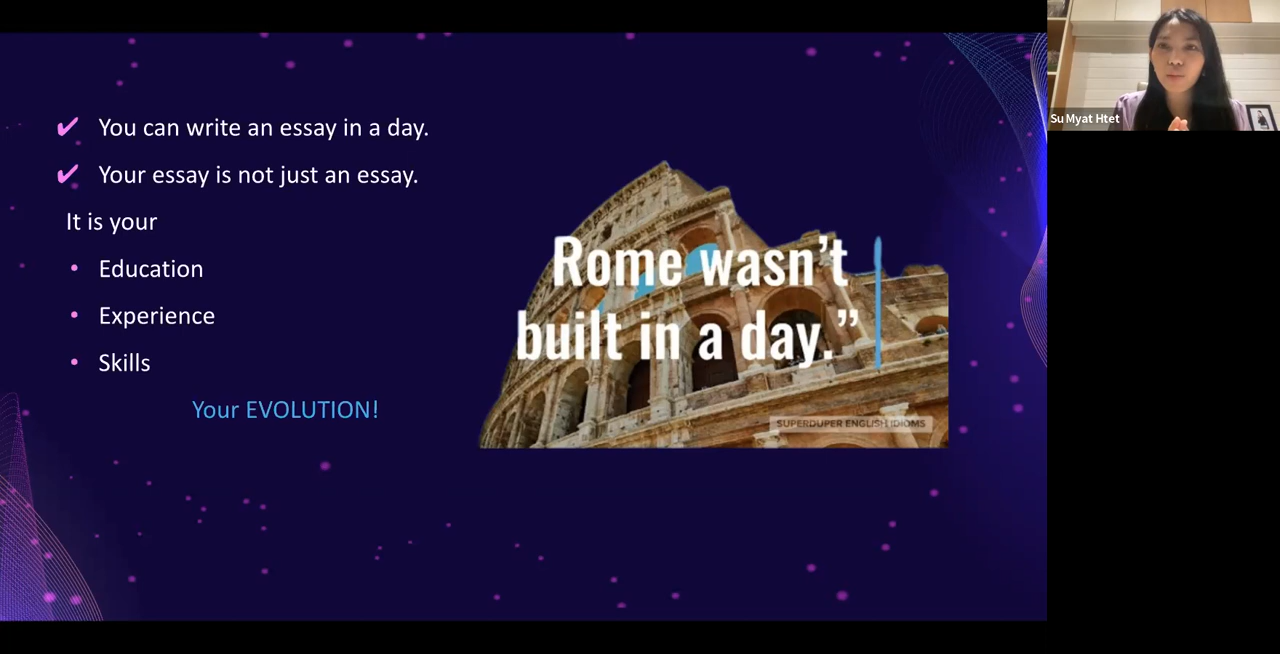 ✔ You can write an essay in a day.
✔ Your essay is not just an essay.
It is your
• Education
• Experience
• Skills
Your EVOLUTION!
Rome wasn’t
built in a day.”
SUPERDUPER ENGLISH IDIOMS
Su Myat Htet